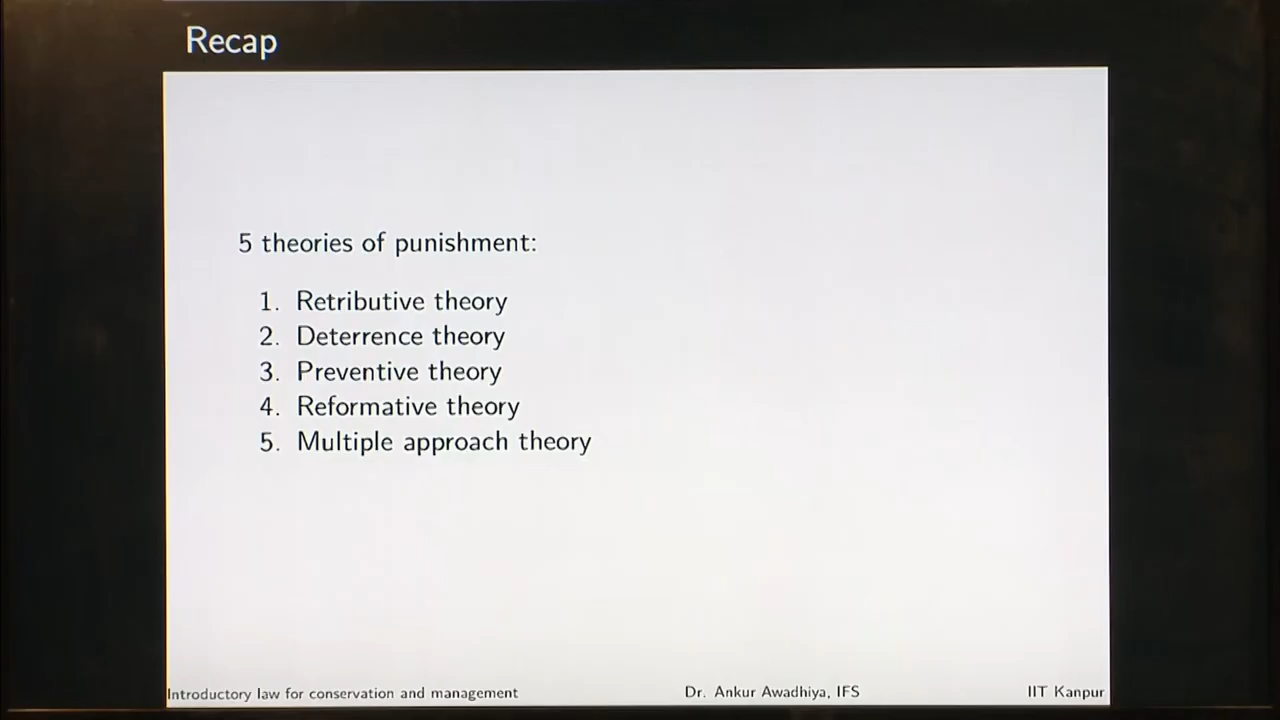 Recap
5 theories of punishment:
1. Retributive theory
2. Deterrence theory
3. Preventive theory
4. Reformative theory
5. Multiple approach theory
Introductory law for conservation and management Dr. Ankur Awadhiya, IFS IIT Kanpur